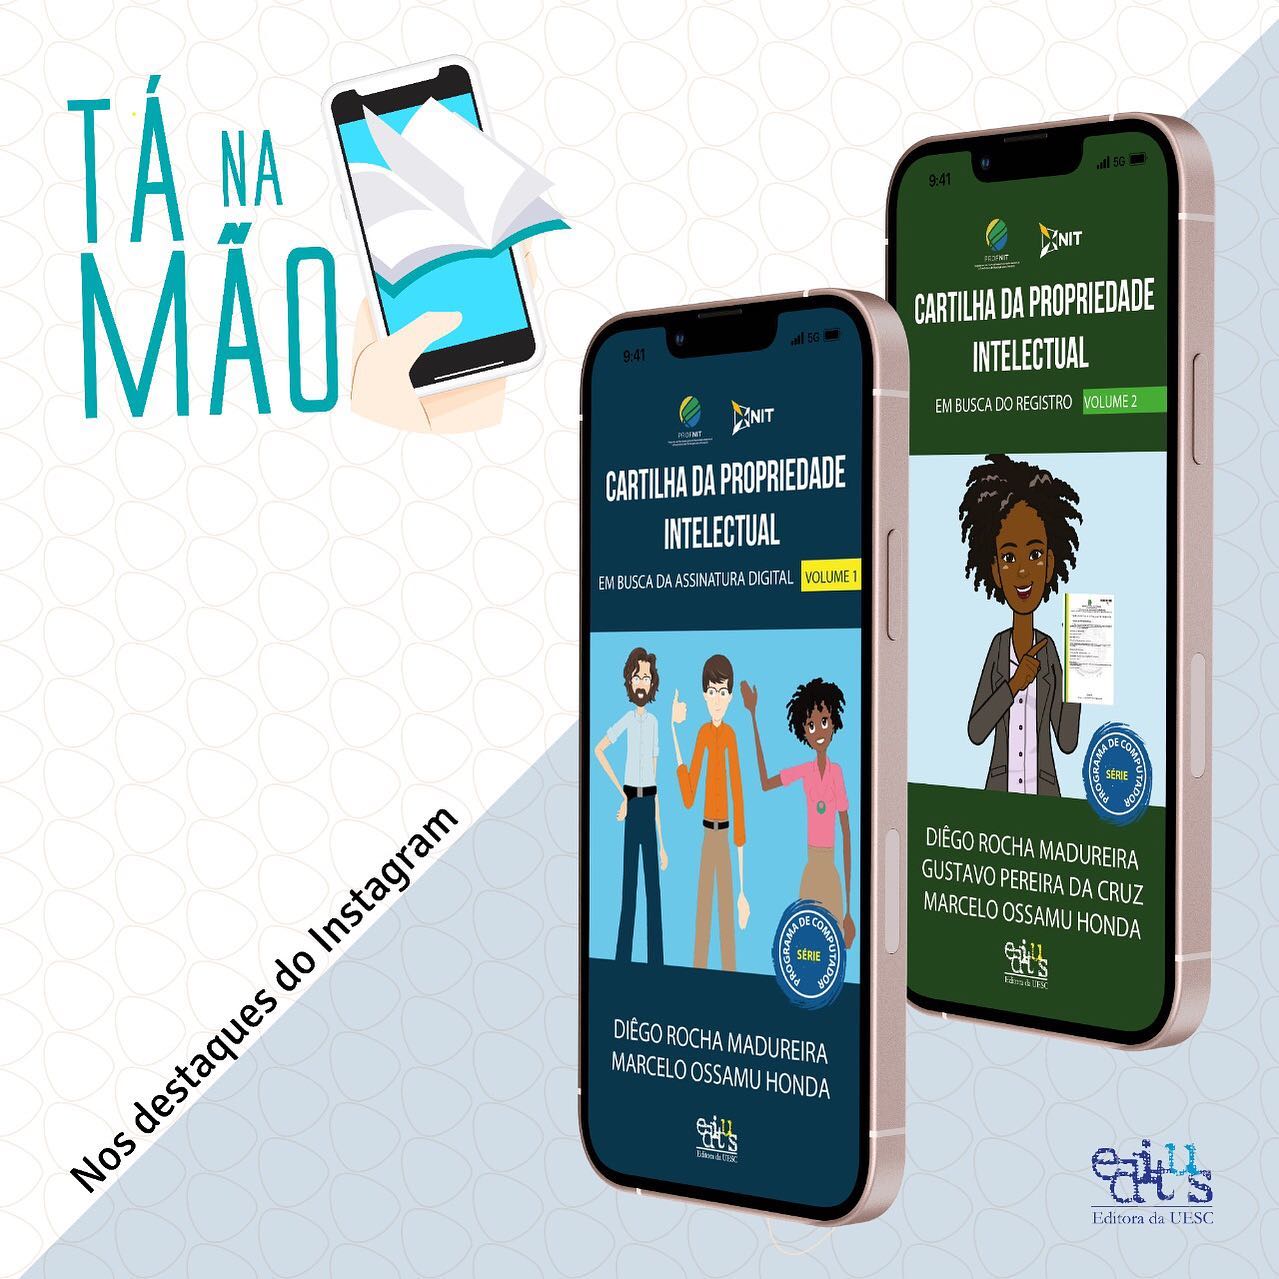 TÁ NA
MÃO
9:41
5G
PROFNIT
NIT
CARTILHA DA PROPRIEDADE
INTELECTUAL
EM BUSCA DA ASSINATURA DIGITAL VOLUME 1
PROGRAMA DE COMPUTADOR
SÉRIE
DIÊGO ROCHA MADUREIRA
MARCELO OSSAMU HONDA
editus
Editora da UESC
9:41
5G
PROFNIT
NIT
CARTILHA DA PROPRIEDADE
INTELECTUAL
EM BUSCA DO REGISTRO VOLUME 2
PROGRAMA DE COMPUTADOR
SÉRIE
DIÊGO ROCHA MADUREIRA
GUSTAVO PEREIRA DA CRUZ
MARCELO OSSAMU HONDA
editus
Editora da UESC
Nos destaques do Instagram
editus
Editora da UESC